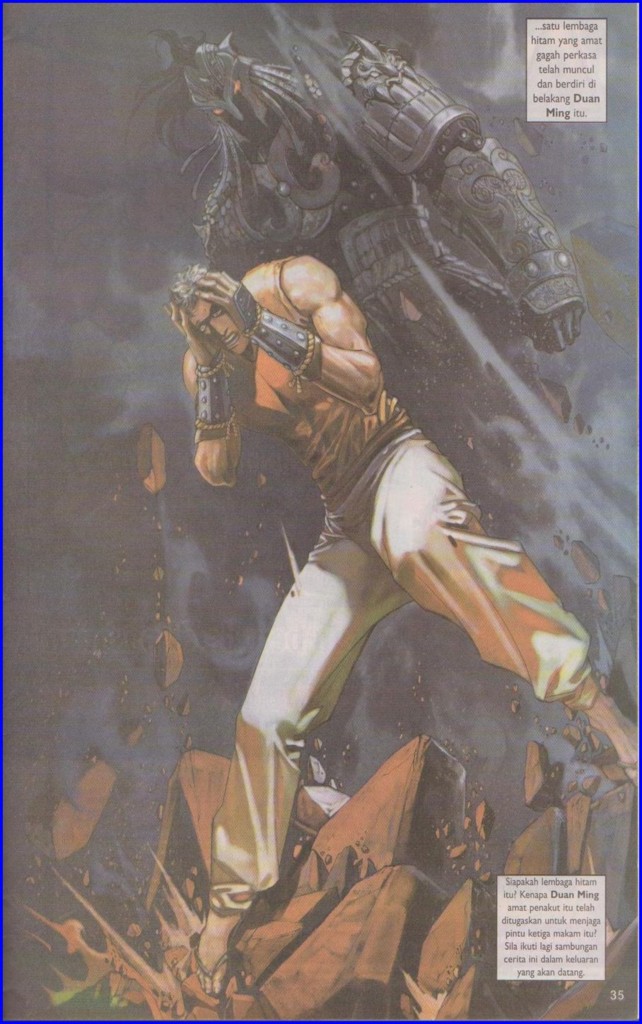 ...satu lembaga
hitam yang amat
gagah perkasa
telah muncul
dan berdiri di
belakang Duan
Ming itu.
Siapakah lembaga hitam
itu? Kenapa Duan Ming
amat penakut itu telah
ditugaskan untuk menjaga
pintu ketiga makam itu?
Sila ikuti lagi sambungan
cerita ini dalam keluaran
yang akan datang.
35